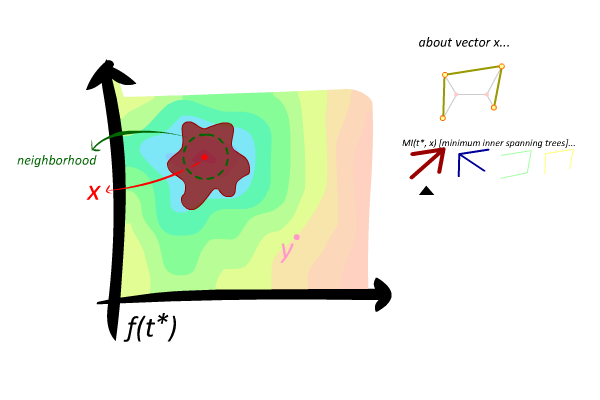 about vector x...
MI(t*, x) [minimum inner spanning trees]...
neighborhood
x
y
f(t*)